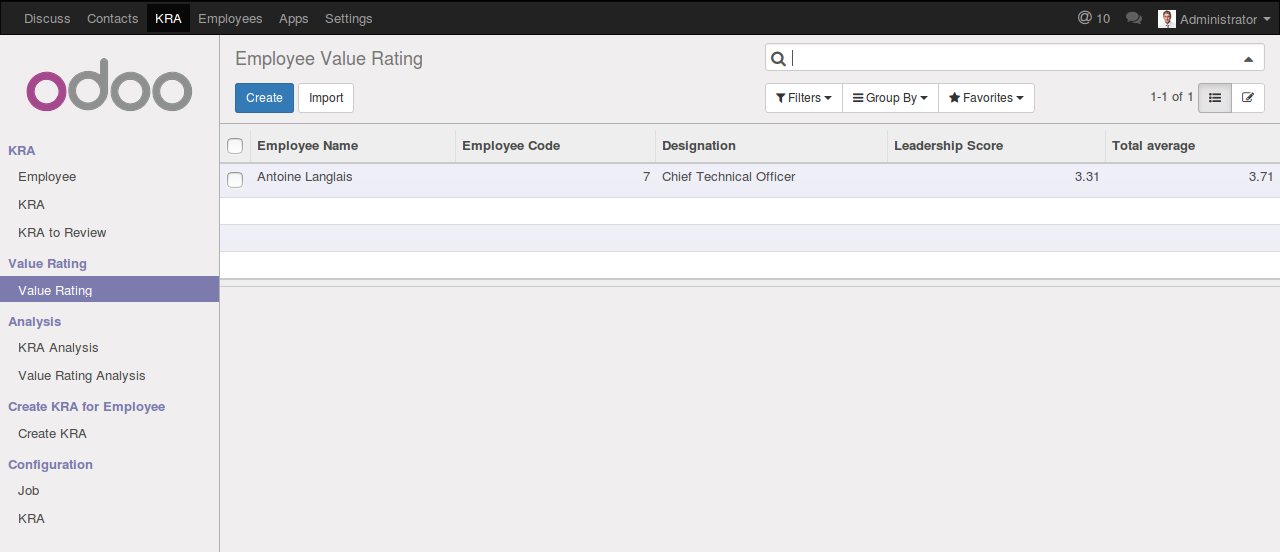 Discuss Contacts KRA Employees Apps Settings @ 10 Administrator
odoo
Employee Value Rating
Create Import Filters Group By Favorites 1-1 of 1
Employee Name Employee Code Designation Leadership Score Total average
Antoine Langlais 7 Chief Technical Officer 3.31 3.71
KRA
Employee
KRA
KRA to Review
Value Rating
Value Rating
Analysis
KRA Analysis
Value Rating Analysis
Create KRA for Employee
Create KRA
Configuration
Job
KRA